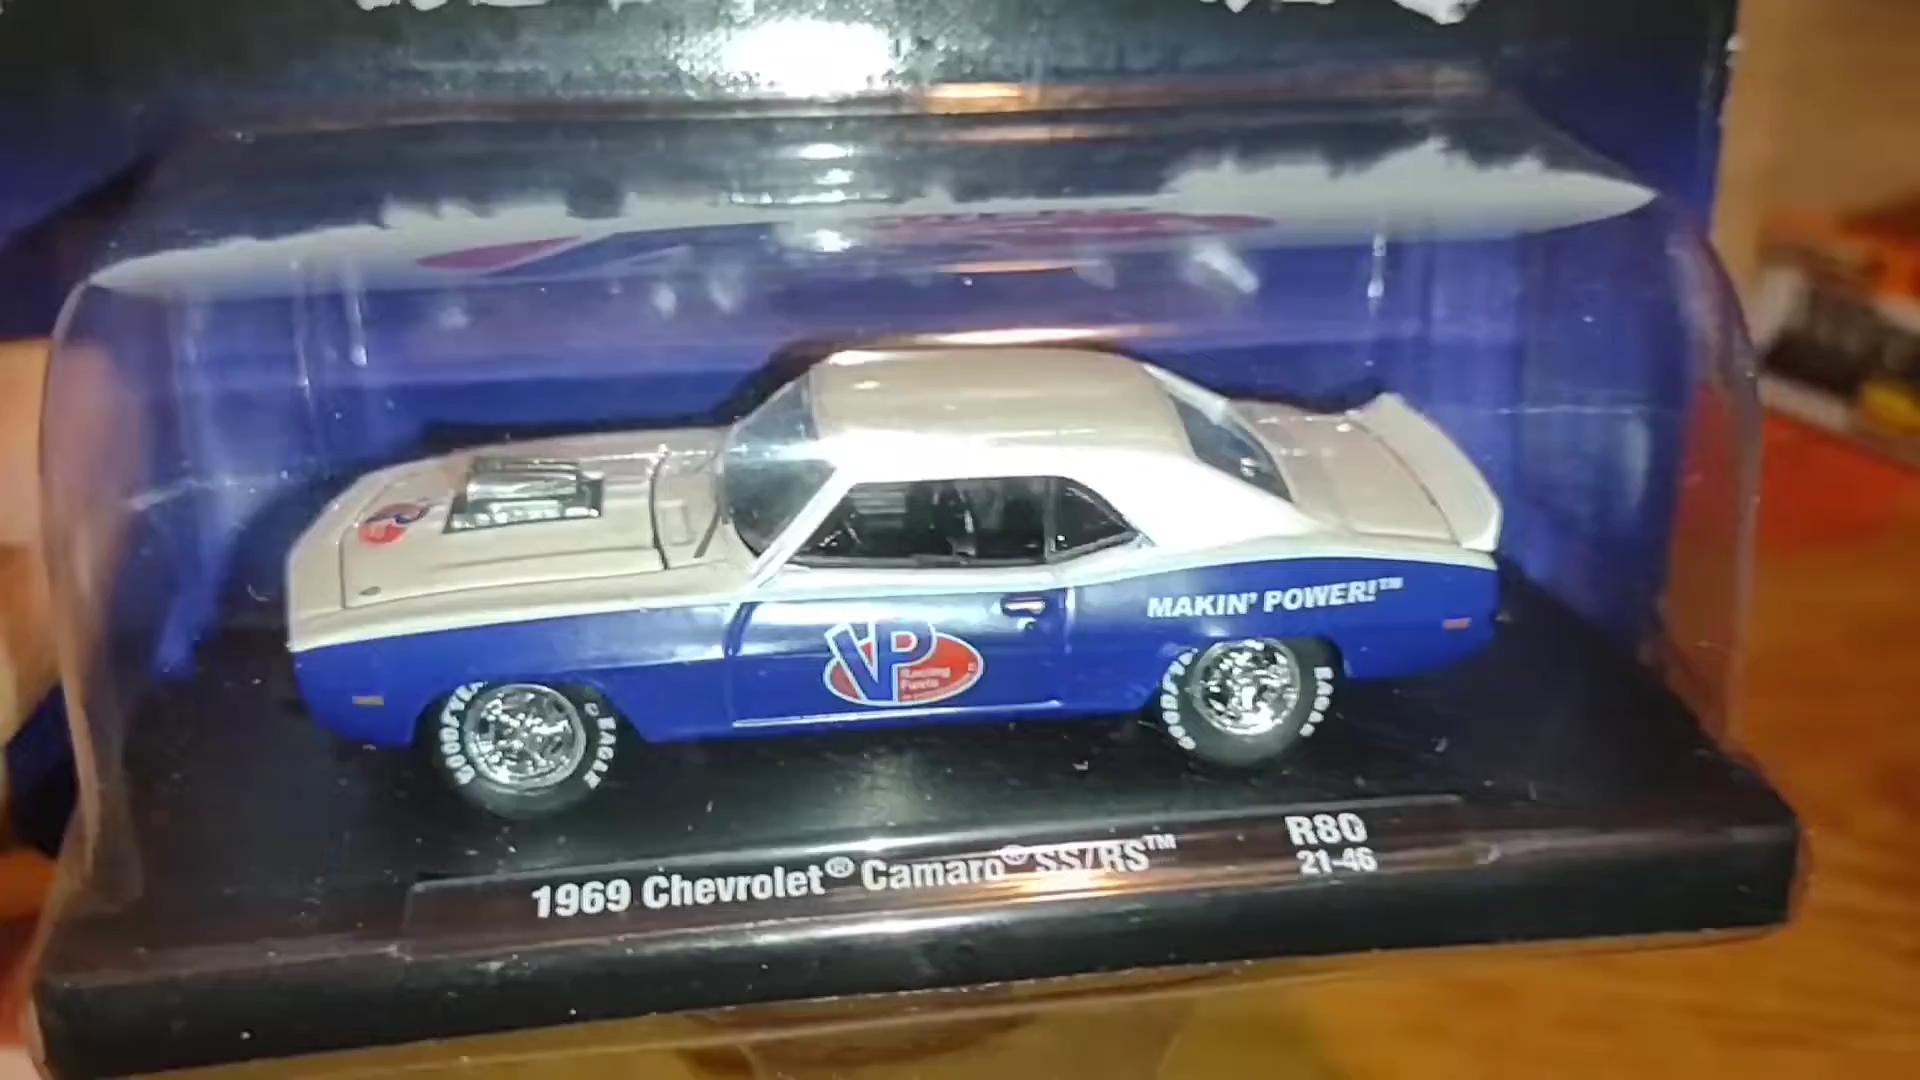 MAKIN' POWER!™
VP
Racing
Fuels
GOODYEAR
EAGLE
GOODYEAR
EAGLE
1969 Chevrolet® Camaro® SS/RS™
R80
21-46